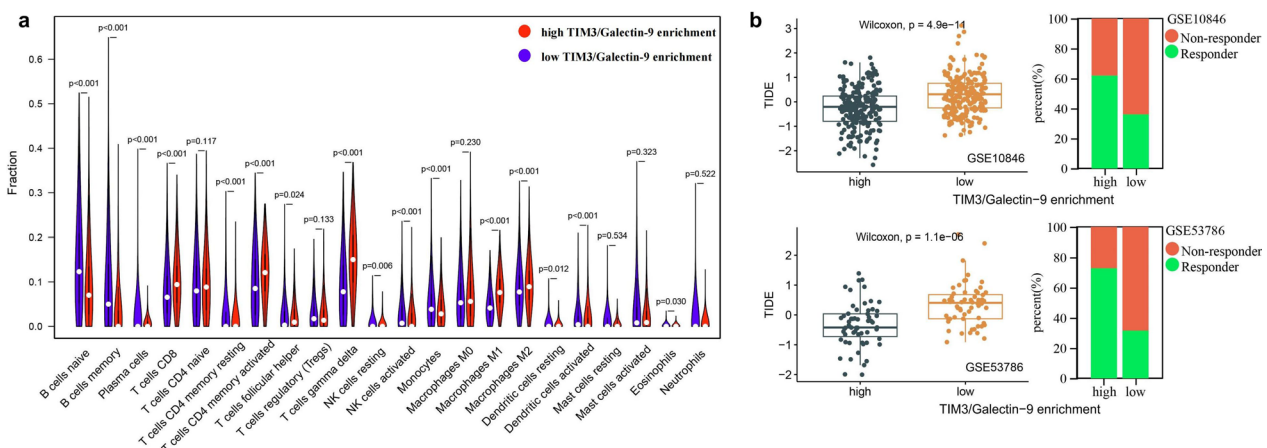 a
high TIM3/Galectin-9 enrichment
low TIM3/Galectin-9 enrichment
Fraction
0.6
0.5
0.4
0.3
0.2
0.1
0.0
p<0.001
p<0.001
p<0.001
p<0.001
p=0.117
p<0.001
p<0.001
p=0.024
p=0.133
p<0.001
p=0.006
p<0.001
p<0.001
p=0.230
p<0.001
p<0.001
p=0.012
p<0.001
p=0.534
p=0.323
p=0.030
p=0.522
B cells naive
B cells memory
Plasma cells
T cells CD8
T cells CD4 naive
T cells CD4 memory resting
T cells CD4 memory activated
T cells follicular helper
T cells regulatory (Tregs)
T cells gamma delta
NK cells resting
NK cells activated
Monocytes
Macrophages M0
Macrophages M1
Macrophages M2
Dendritic cells resting
Dendritic cells activated
Mast cells resting
Mast cells activated
Eosinophils
Neutrophils
b
Wilcoxon, p = 4.9e-11
TIDE
3
2
1
0
−1
−2
GSE10846
high
low
TIM3/Galectin-9 enrichment
GSE10846
Non-responder
Responder
percent(%)
100
80
60
40
20
0
high
low
Wilcoxon, p = 1.1e-06
TIDE
2
1
0
−1
−2
GSE53786
high
low
TIM3/Galectin-9 enrichment
GSE53786
Non-responder
Responder
percent(%)
100
80
60
40
20
0
high
low